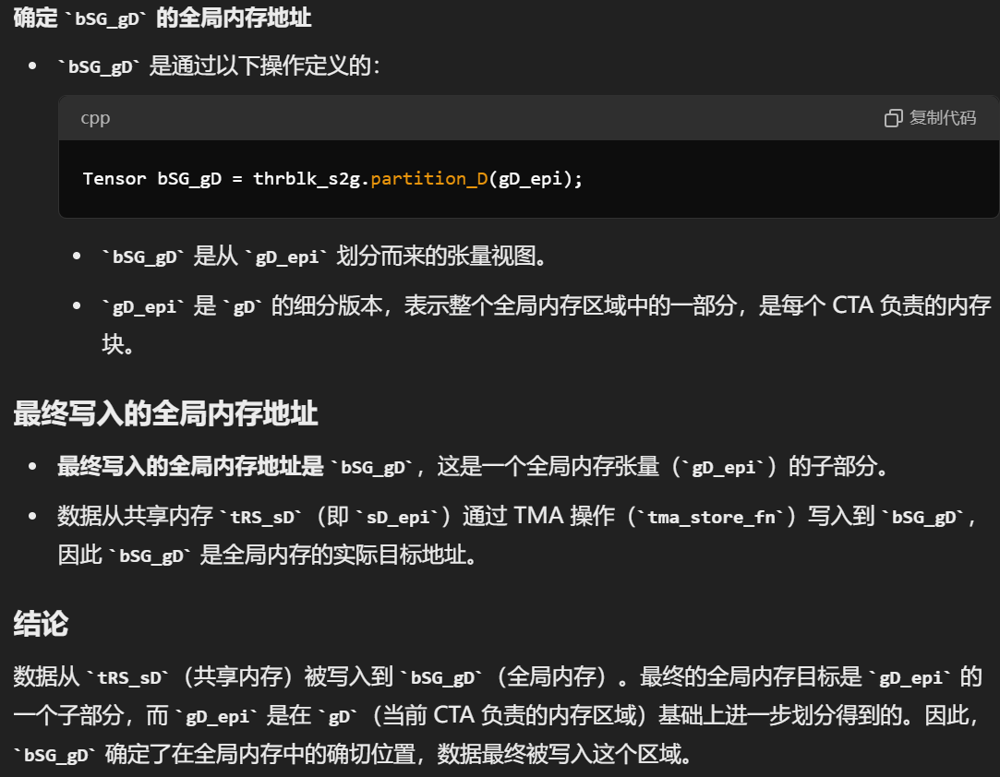 确定 `bSG_gD` 的全局内存地址
• `bSG_gD` 是通过以下操作定义的：
cpp 复制代码
Tensor bSG_gD = thrblk_s2g.partition_D(gD_epi);
• `bSG_gD` 是从 `gD_epi` 划分而来的张量视图。
• `gD_epi` 是 `gD` 的细分版本，表示整个全局内存区域中的一部分，是每个 CTA 负责的内存
块。
最终写入的全局内存地址
• 最终写入的全局内存地址是 `bSG_gD`，这是一个全局内存张量（`gD_epi`）的子部分。
• 数据从共享内存 `tRS_sD`（即 `sD_epi`）通过 TMA 操作（`tma_store_fn`）写入到 `bSG_gD`，
因此 `bSG_gD` 是全局内存的实际目标地址。
结论
数据从 `tRS_sD`（共享内存）被写入到 `bSG_gD`（全局内存）。最终的全局内存目标是 `gD_epi` 的
一个子部分，而 `gD_epi` 是在 `gD`（当前 CTA 负责的内存区域）基础上进一步划分得到的。因此，
`bSG_gD` 确定了在全局内存中的确切位置，数据最终被写入这个区域。